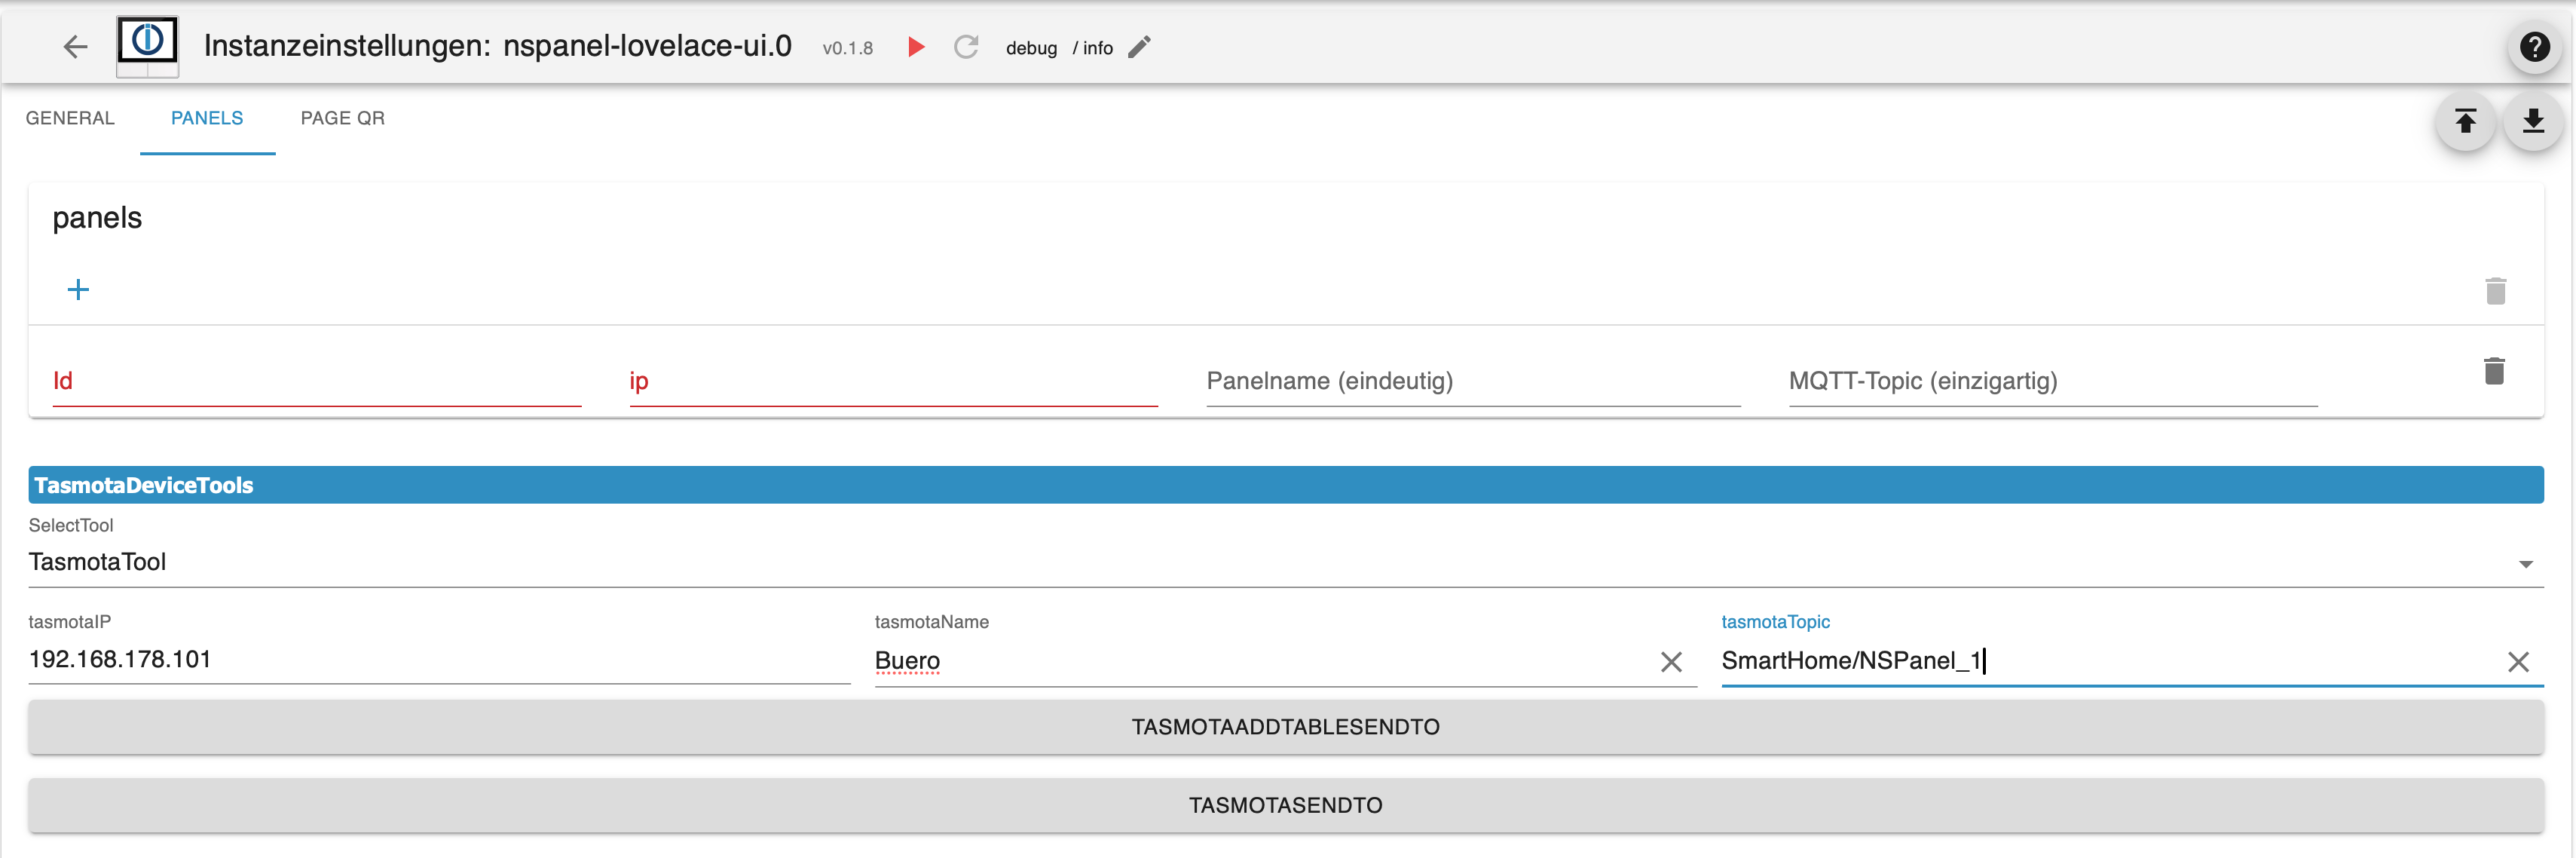 Instanzeinstellungen: nspanel-lovelace-ui.0 v0.1.8 debug / info
GENERAL PANELS PAGE QR
panels
Id ip Panelname (eindeutig) MQTT-Topic (einzigartig)
TasmotaDeviceTools
SelectTool
TasmotaTool
tasmotaIP tasmotaName tasmotaTopic
192.168.178.101 Buero SmartHome/NSPanel_1
TASMOTAADDTABLESENDTO
TASMOTASENDTO